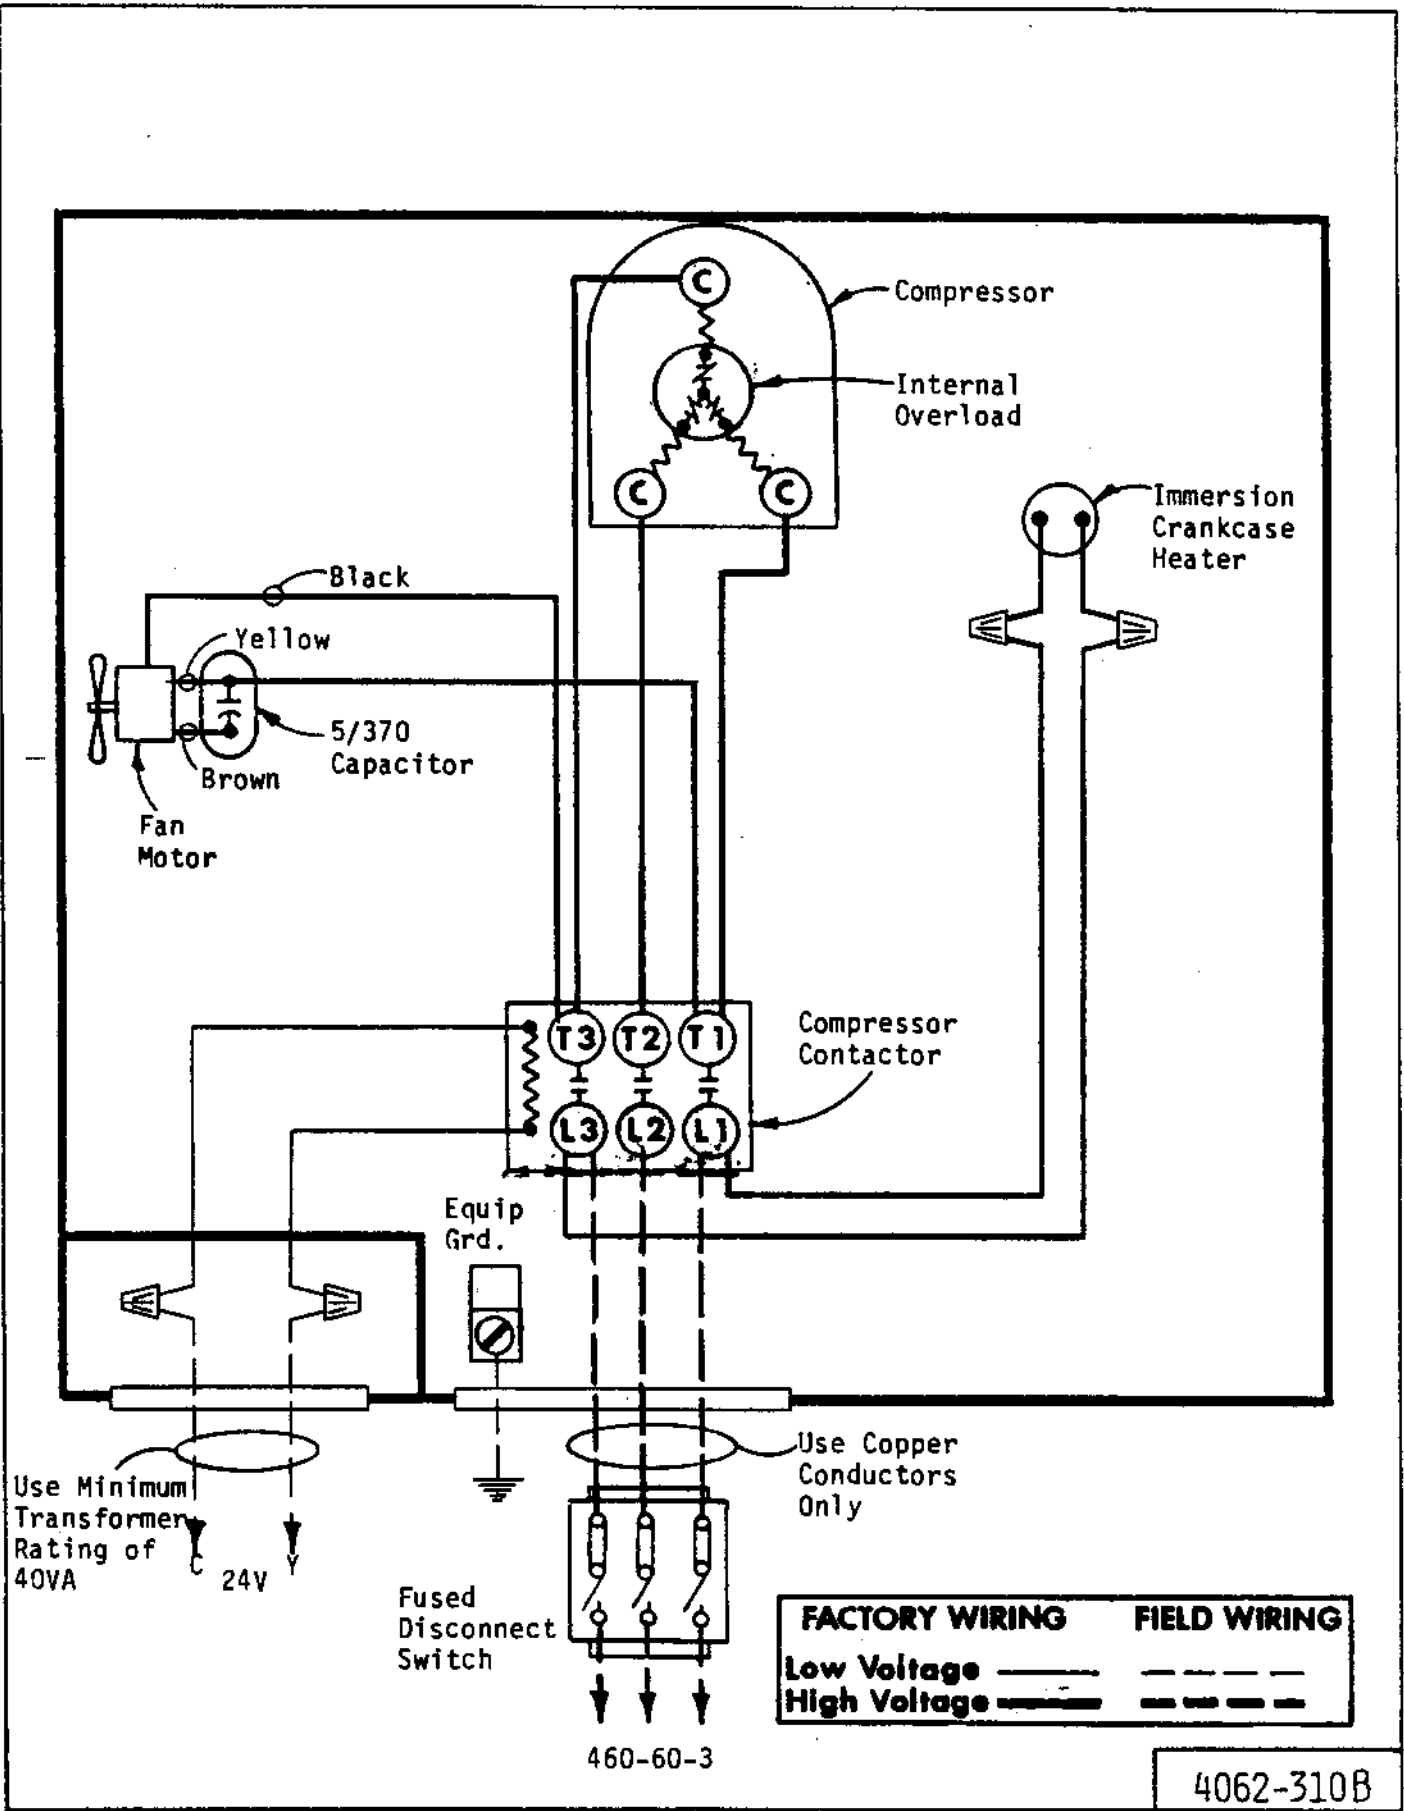 C
Compressor
Internal
Overload
C
C
Immersion
Crankcase
Heater
Black
Yellow
5/370
Capacitor
Brown
Fan
Motor
T3
T2
T1
Compressor
Contactor
L3
L2
L1
Equip
Grd.
Use Copper
Conductors
Only
Use Minimum
Transformer
Rating of
40VA
C
24V
Y
Fused
Disconnect
Switch
FACTORY WIRING
FIELD WIRING
Low Voltage
High Voltage
460-60-3
4062-310B